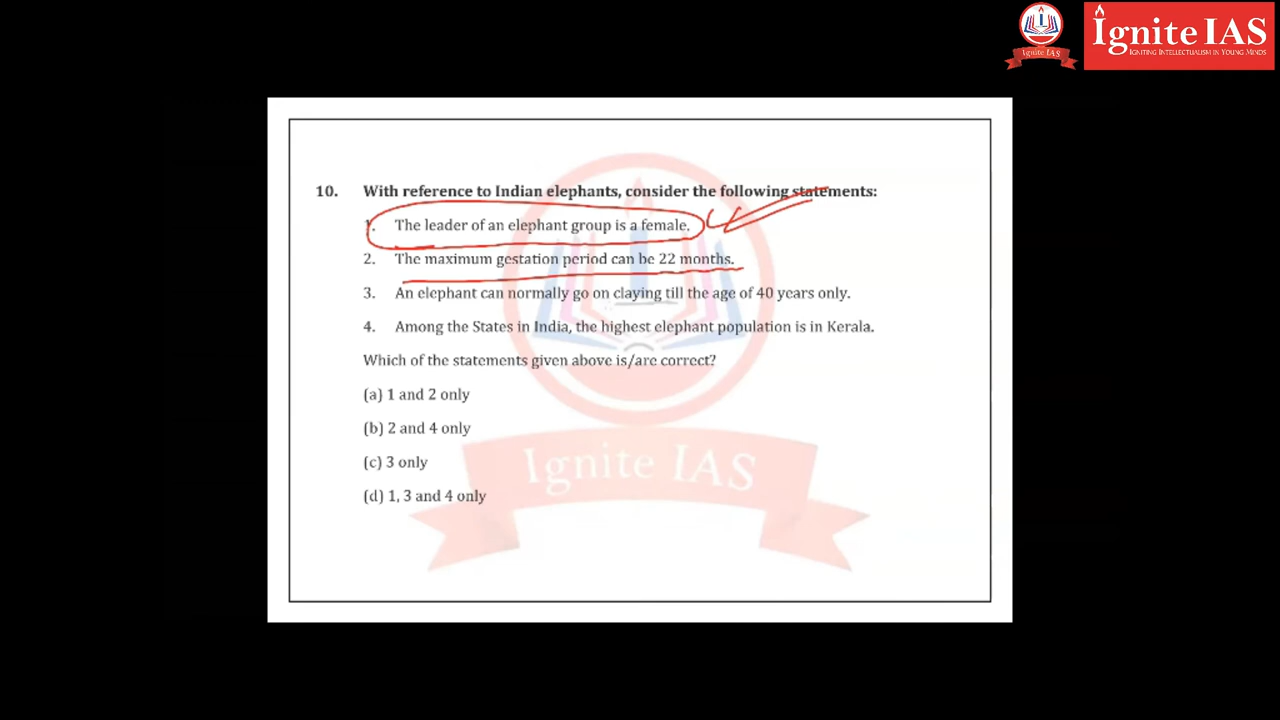 Ignite IAS
Ignite IAS
IGNITING INTELLECTUALISM IN YOUNG MINDS
10. With reference to Indian elephants, consider the following statements:
1. The leader of an elephant group is a female.
2. The maximum gestation period can be 22 months.
3. An elephant can normally go on claying till the age of 40 years only.
4. Among the States in India, the highest elephant population is in Kerala.
Which of the statements given above is/are correct?
(a) 1 and 2 only
(b) 2 and 4 only
(c) 3 only
(d) 1, 3 and 4 only
Ignite IAS